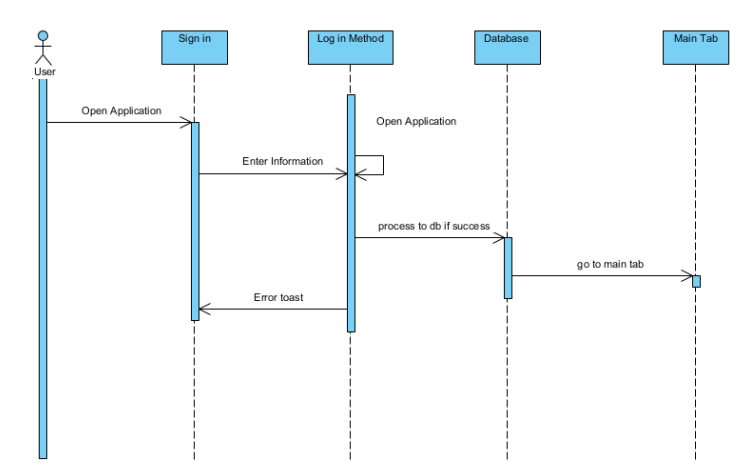 User
Sign in
Log in Method
Database
Main Tab
Open Application
Open Application
Enter Information
process to db if success
go to main tab
Error toast